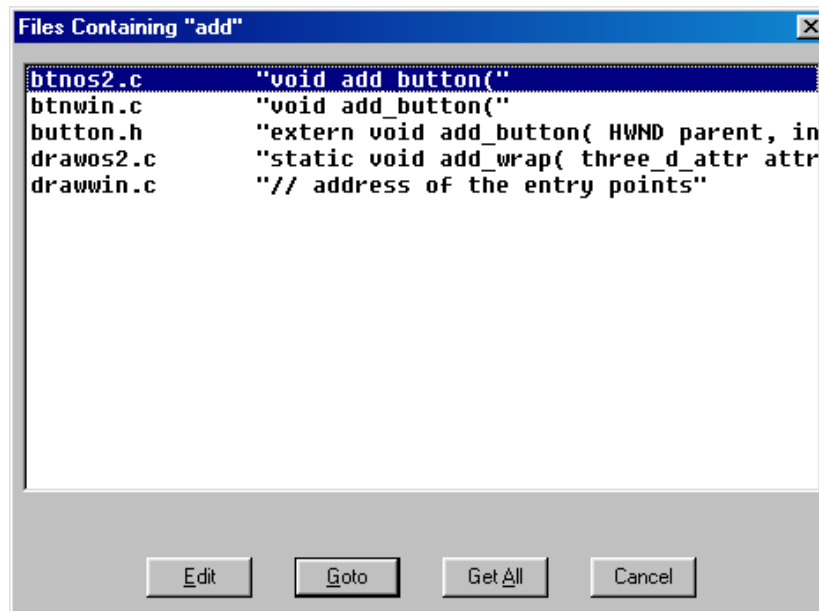 Files Containing "add"
btnos2.c "void add_button("
btnwin.c "void add_button("
button.h "extern void add_button( HWND parent, in
drawos2.c "static void add_wrap( three_d_attr attr
drawwin.c "// address of the entry points"
Edit Goto Get All Cancel